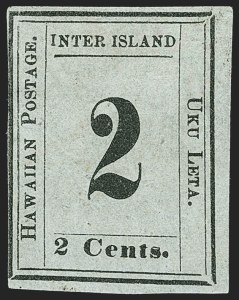 INTER ISLAND
HAWAIIAN POSTAGE.
2
UKU LETA.
2 Cents.